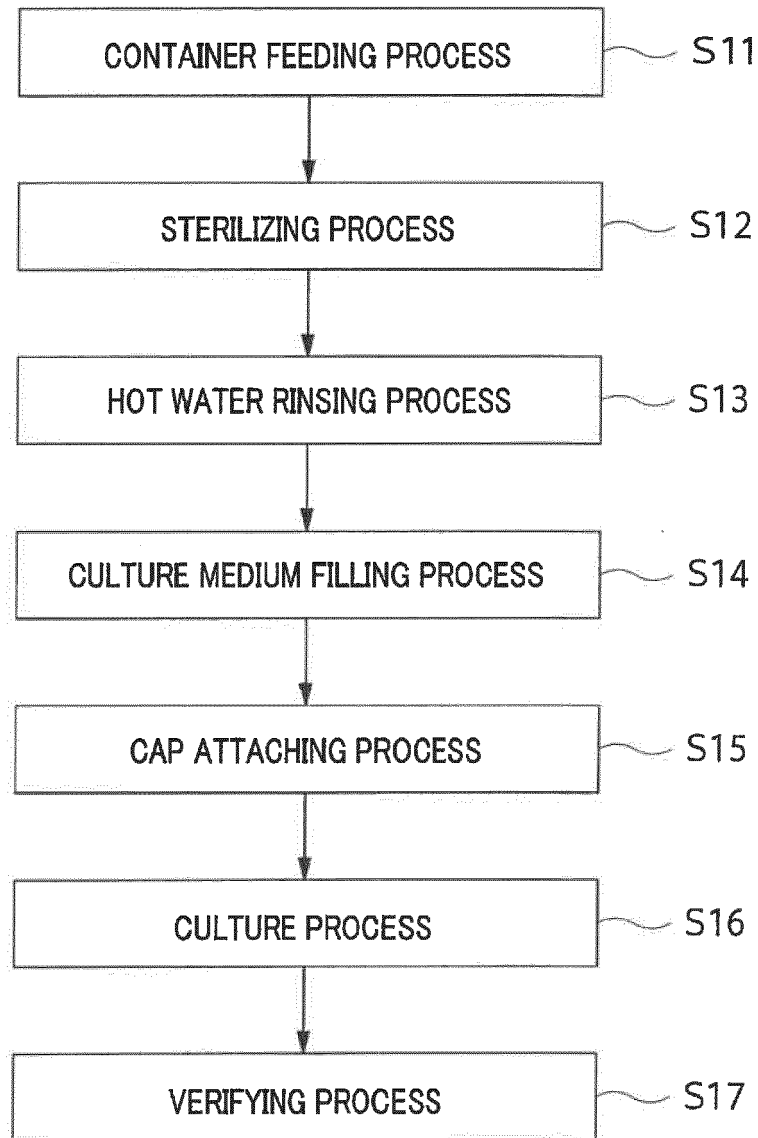 CONTAINER FEEDING PROCESS S11
STERILIZING PROCESS S12
HOT WATER RINSING PROCESS S13
CULTURE MEDIUM FILLING PROCESS S14
CAP ATTACHING PROCESS S15
CULTURE PROCESS S16
VERIFYING PROCESS S17